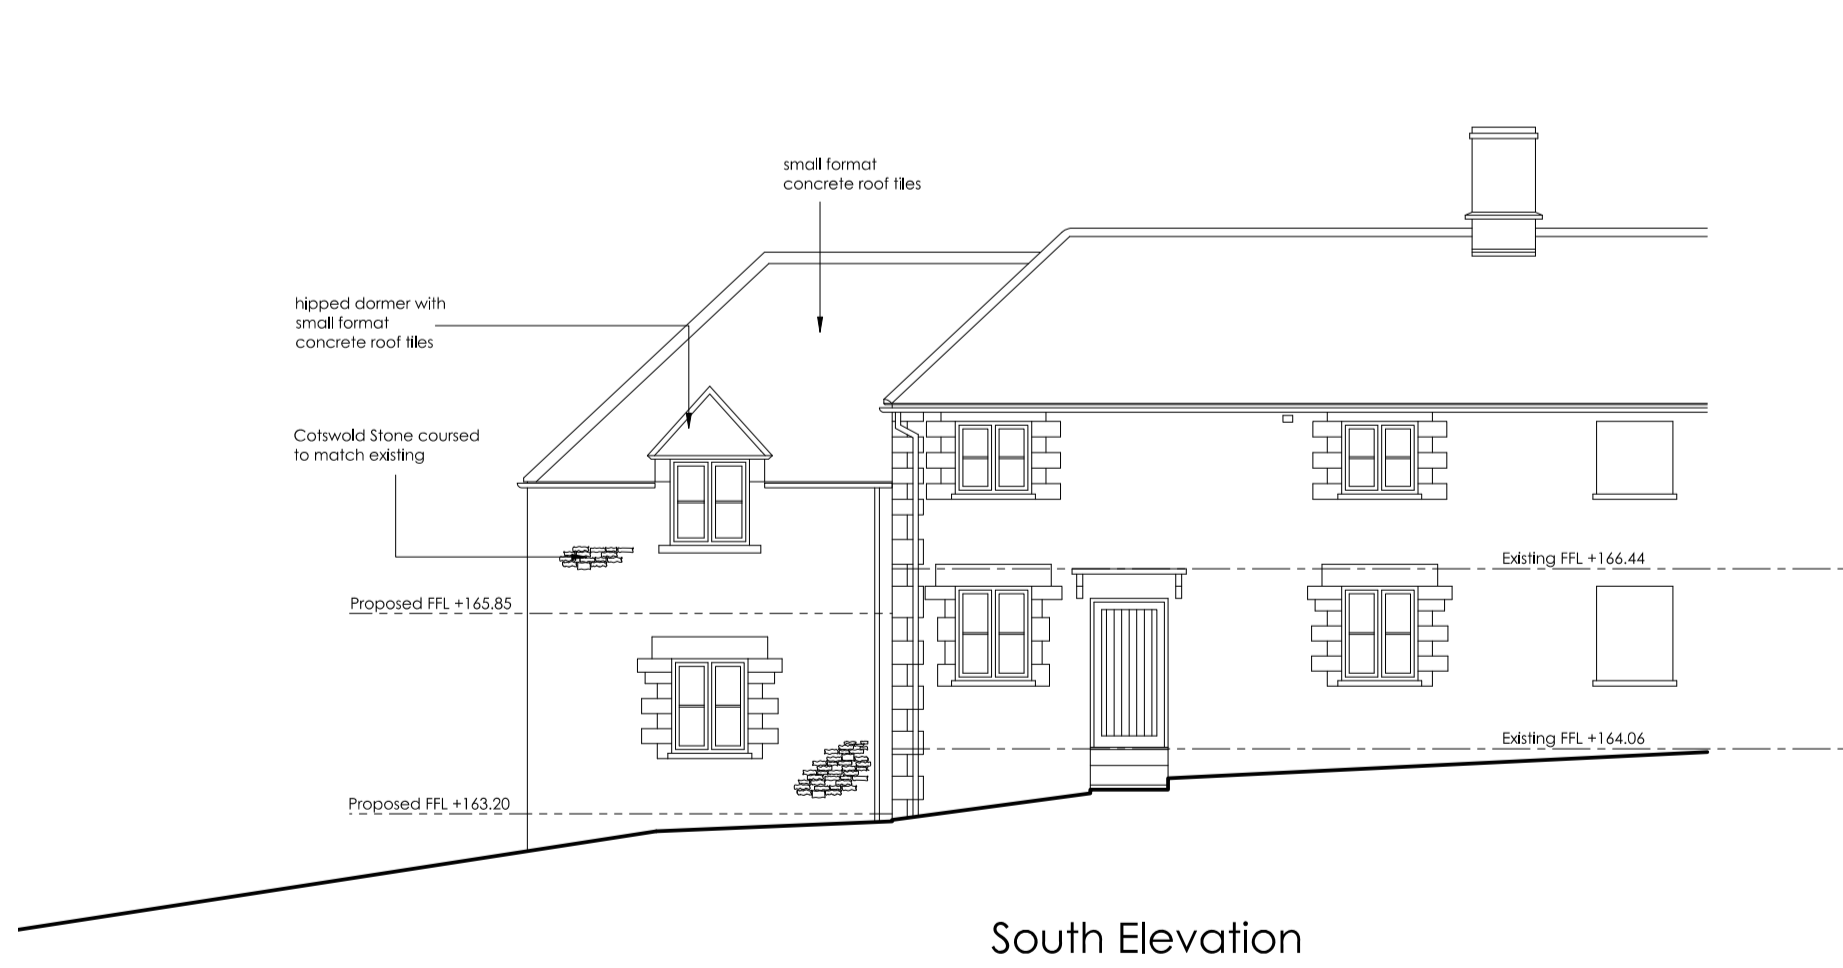 small format
concrete roof tiles
hipped dormer with
small format
concrete roof tiles
Cotswold Stone coursed
to match existing
Existing FFL +166.44
Proposed FFL +165.85
Existing FFL +164.06
Proposed FFL +163.20
South Elevation